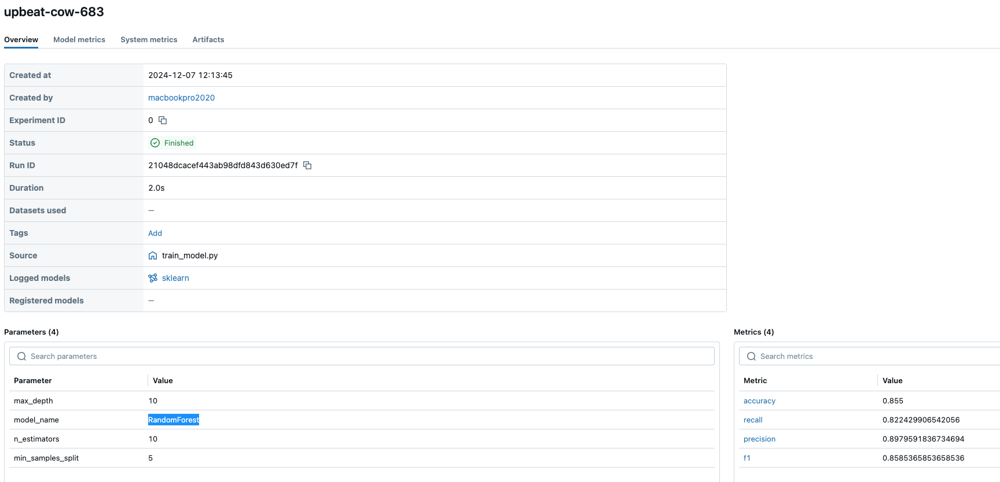 upbeat-cow-683
Overview Model metrics System metrics Artifacts
Created at 2024-12-07 12:13:45
Created by macbookpro2020
Experiment ID 0
Status Finished
Run ID 21048dcacef443ab98dfd843d630ed7f
Duration 2.0s
Datasets used —
Tags Add
Source train_model.py
Logged models sklearn
Registered models —
Parameters (4)
Search parameters
Parameter Value
max_depth 10
model_name RandomForest
n_estimators 10
min_samples_split 5
Metrics (4)
Search metrics
Metric Value
accuracy 0.855
recall 0.822429906542056
precision 0.8979591836734694
f1 0.8585365853658536